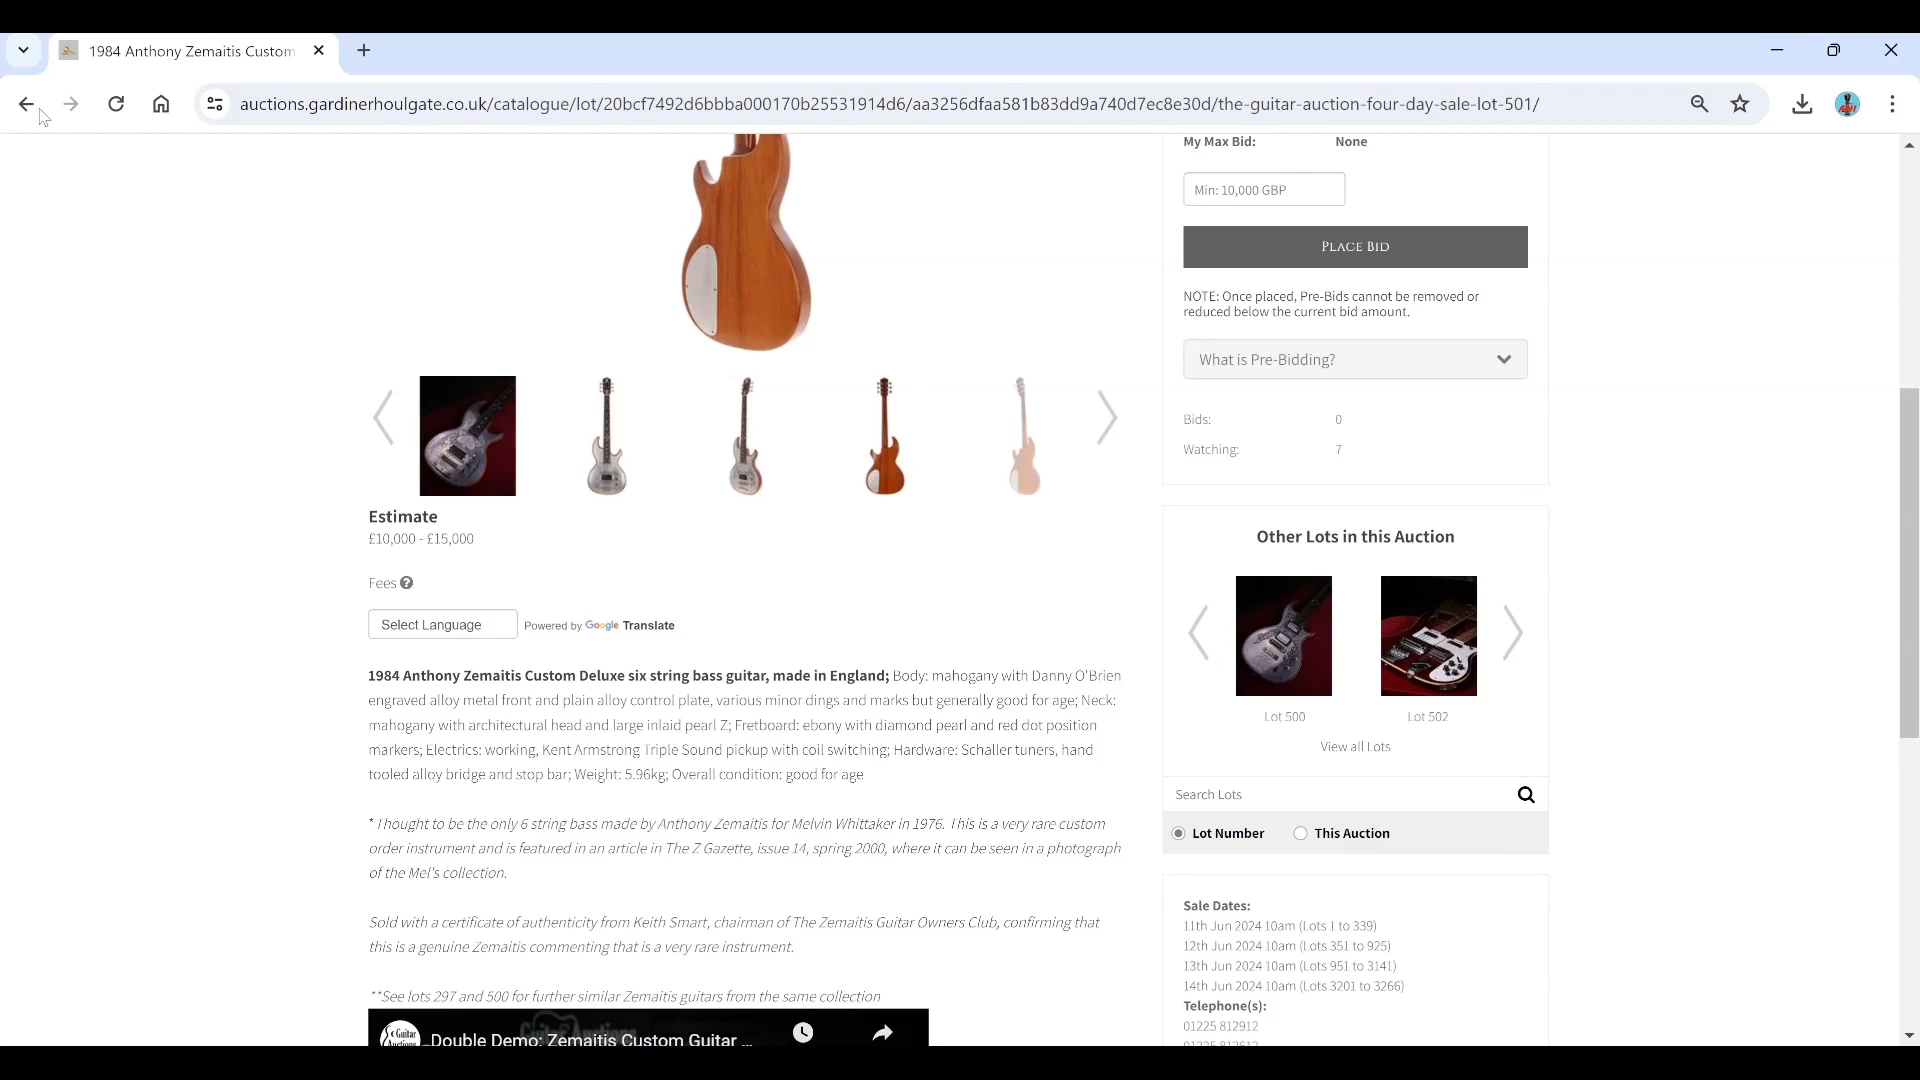 1984 Anthony Zemaitis Custom
auctions.gardinerhoulgate.co.uk/catalogue/lot/20bcf7492d6bbba000170b25531914d6/aa3256dfaa581b83dd9a740d7ec8e30d/the-guitar-auction-four-day-sale-lot-501/
My Max Bid: None
Min: 10,000 GBP
PLACE BID
NOTE: Once placed, Pre-Bids cannot be removed or
reduced below the current bid amount.
What is Pre-Bidding?
Bids: 0
Watching: 7
Estimate
£10,000 - £15,000
Fees
Select Language Powered by Google Translate
1984 Anthony Zemaitis Custom Deluxe six string bass guitar, made in England; Body: mahogany with Danny O'Brien
engraved alloy metal front and plain alloy control plate, various minor dings and marks but generally good for age; Neck:
mahogany with architectural head and large inlaid pearl Z; Fretboard: ebony with diamond pearl and red dot position
markers; Electrics: working, Kent Armstrong Triple Sound pickup with coil switching; Hardware: Schaller tuners, hand
tooled alloy bridge and stop bar; Weight: 5.96kg; Overall condition: good for age
* Thought to be the only 6 string bass made by Anthony Zemaitis for Melvin Whittaker in 1976. This is a very rare custom
order instrument and is featured in an article in The Z Gazette, issue 14, spring 2000, where it can be seen in a photograph
of the Mel's collection.
Sold with a certificate of authenticity from Keith Smart, chairman of The Zemaitis Guitar Owners Club, confirming that
this is a genuine Zemaitis commenting that is a very rare instrument.
**See lots 297 and 500 for further similar Zemaitis guitars from the same collection
Double Demo: Zemaitis Custom Guitar ...
Other Lots in this Auction
Lot 500 Lot 502
View all Lots
Search Lots
Lot Number This Auction
Sale Dates:
11th Jun 2024 10am (Lots 1 to 339)
12th Jun 2024 10am (Lots 351 to 925)
13th Jun 2024 10am (Lots 951 to 3141)
14th Jun 2024 10am (Lots 3201 to 3266)
Telephone(s):
01225 812912